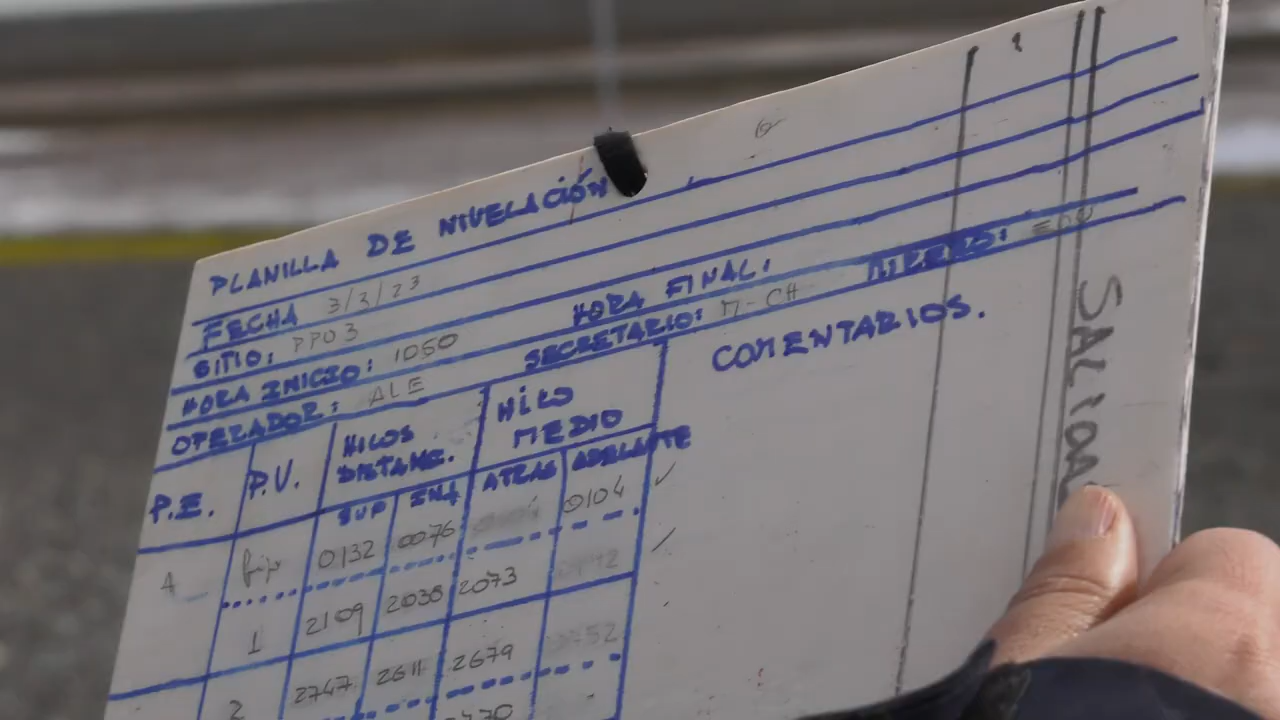 PLANILLA DE NIVELACIÓN
FECHA 3/3/23
SITIO: PP03
HORA INICIO: 1050 HORA FINAL:
OPERADOR: ALE SECRETARIO: M-CH
P.E. P.V. HILOS DISTANC. HILO MEDIO COMENTARIOS.
SUP INF ATRAS ADELANTE
A fijo 0132 0076 0104 ✓
1 2109 2038 2073 ✓
2 2747 2611 2679
SALIDA